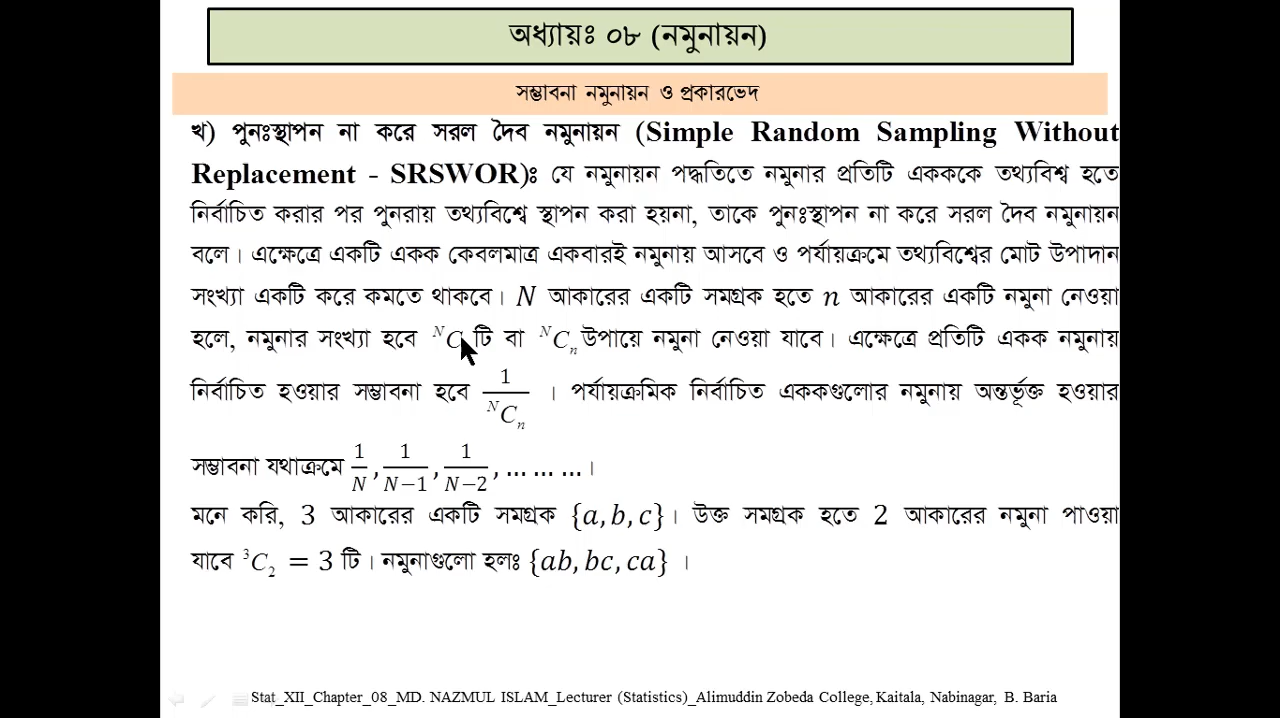 অধ্যায়ঃ ০৮ (নমুনায়ন)
সম্ভাবনা নমুনায়ন ও প্রকারভেদ
খ) পুনঃস্থাপন না করে সরল দৈব নমুনায়ন (Simple Random Sampling Without
Replacement - SRSWOR)ঃ যে নমুনায়ন পদ্ধতিতে নমুনার প্রতিটি একককে তথ্যবিশ্ব হতে
নির্বাচিত করার পর পুনরায় তথ্যবিশ্বে স্থাপন করা হয়না, তাকে পুনঃস্থাপন না করে সরল দৈব নমুনায়ন
বলে। এক্ষেত্রে একটি একক কেবলমাত্র একবারই নমুনায় আসবে ও পর্যায়ক্রমে তথ্যবিশ্বের মোট উপাদান
সংখ্যা একটি করে কমতে থাকবে। N আকারের একটি সমগ্রক হতে n আকারের একটি নমুনা নেওয়া
হলে, নমুনার সংখ্যা হবে ᴺC টি বা ᴺCₙ উপায়ে নমুনা নেওয়া যাবে। এক্ষেত্রে প্রতিটি একক নমুনায়
নির্বাচিত হওয়ার সম্ভাবনা হবে 1/ᴺCₙ । পর্যায়ক্রমিক নির্বাচিত এককগুলোর নমুনায় অন্তর্ভূক্ত হওয়ার
সম্ভাবনা যথাক্রমে 1/N, 1/N−1, 1/N−2, … … …।
মনে করি, 3 আকারের একটি সমগ্রক {a, b, c}। উক্ত সমগ্রক হতে 2 আকারের নমুনা পাওয়া
যাবে ³C₂ = 3 টি। নমুনাগুলো হলঃ {ab, bc, ca} ।
Stat_XII_Chapter_08_MD. NAZMUL ISLAM_Lecturer (Statistics)_Alimuddin Zobeda College, Kaitala, Nabinagar, B. Baria